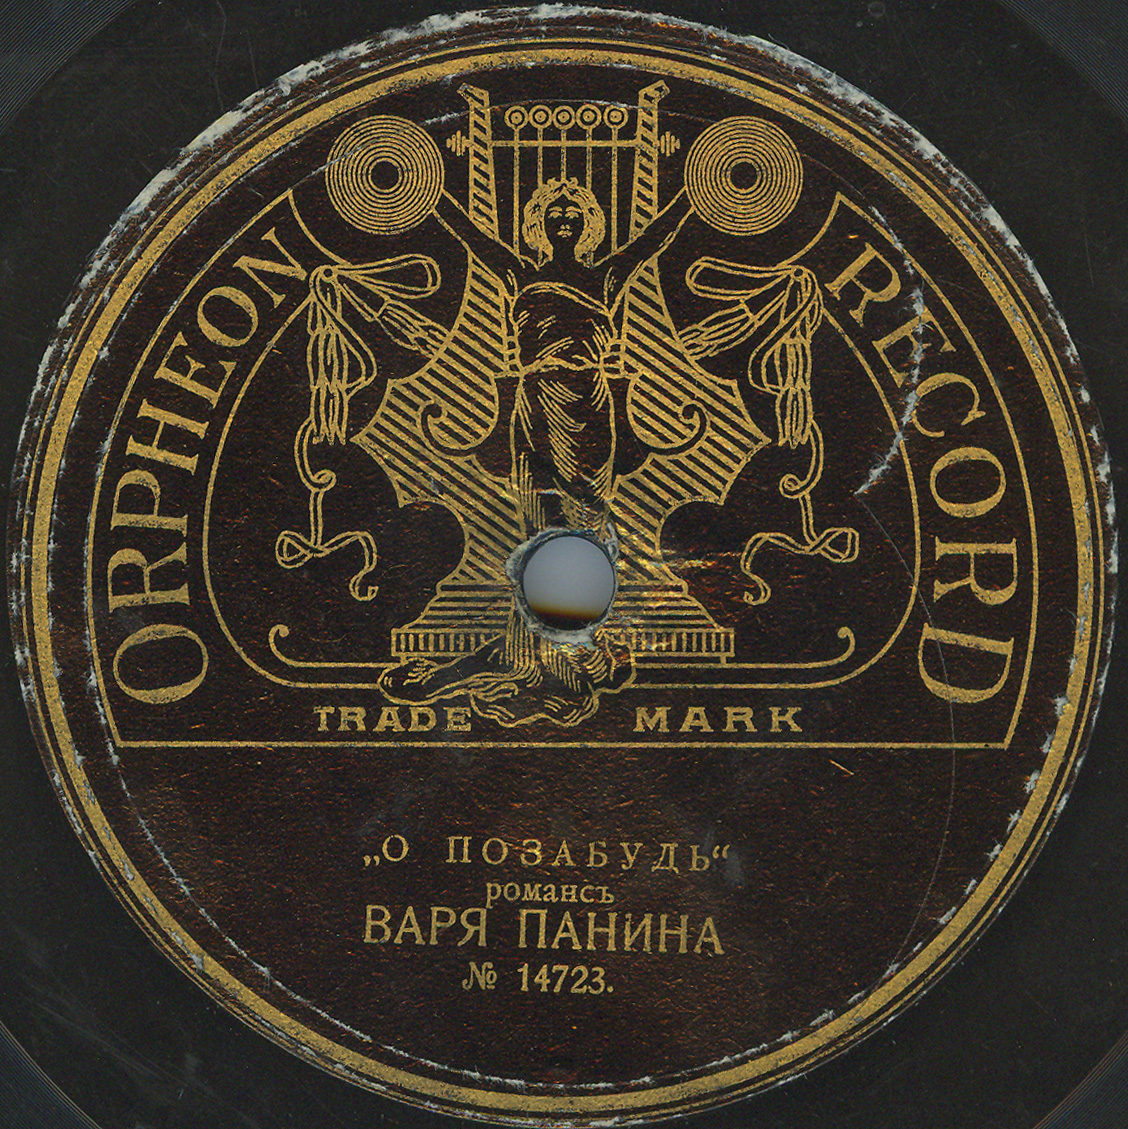 ORPHEON RECORD
TRADE MARK
„О ПОЗАБУДЬ“
романсъ
ВАРЯ ПАНИНА
№ 14723.